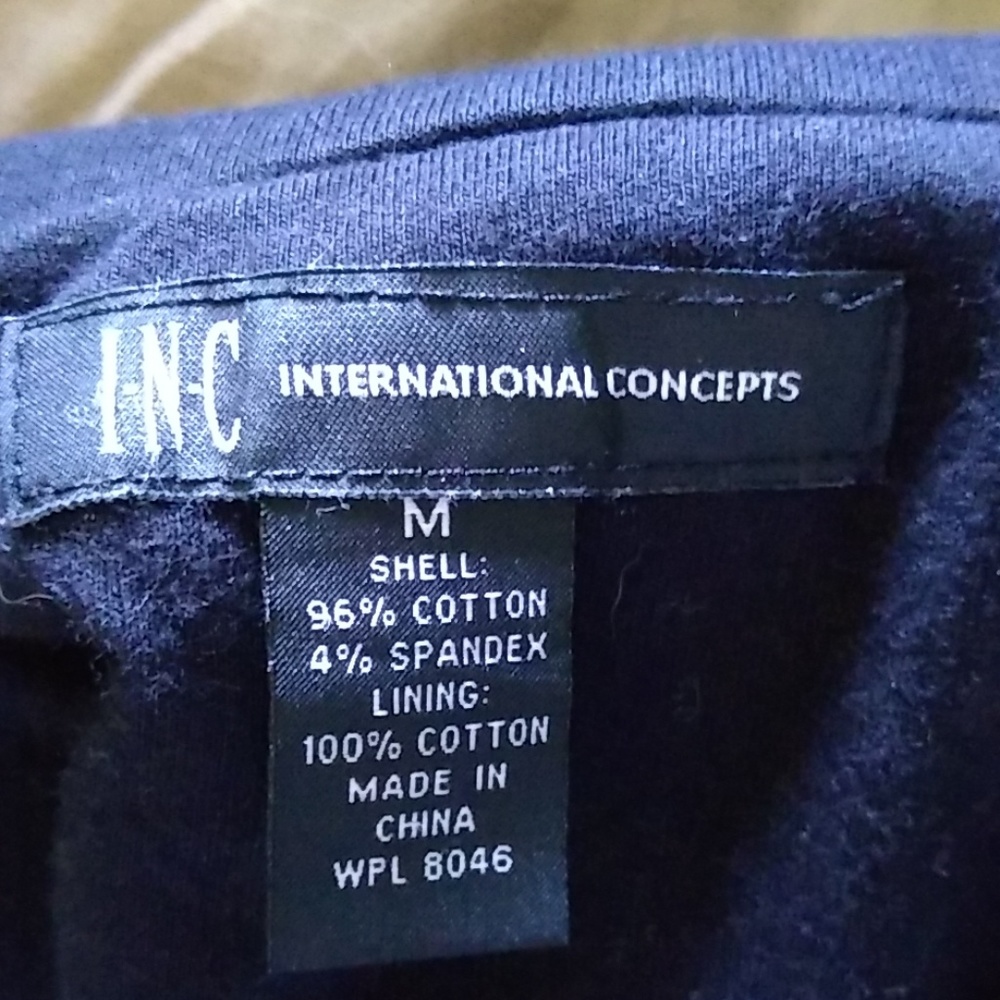 I·N·C INTERNATIONAL CONCEPTS
M
SHELL:
96% COTTON
4% SPANDEX
LINING:
100% COTTON
MADE IN
CHINA
WPL 8046